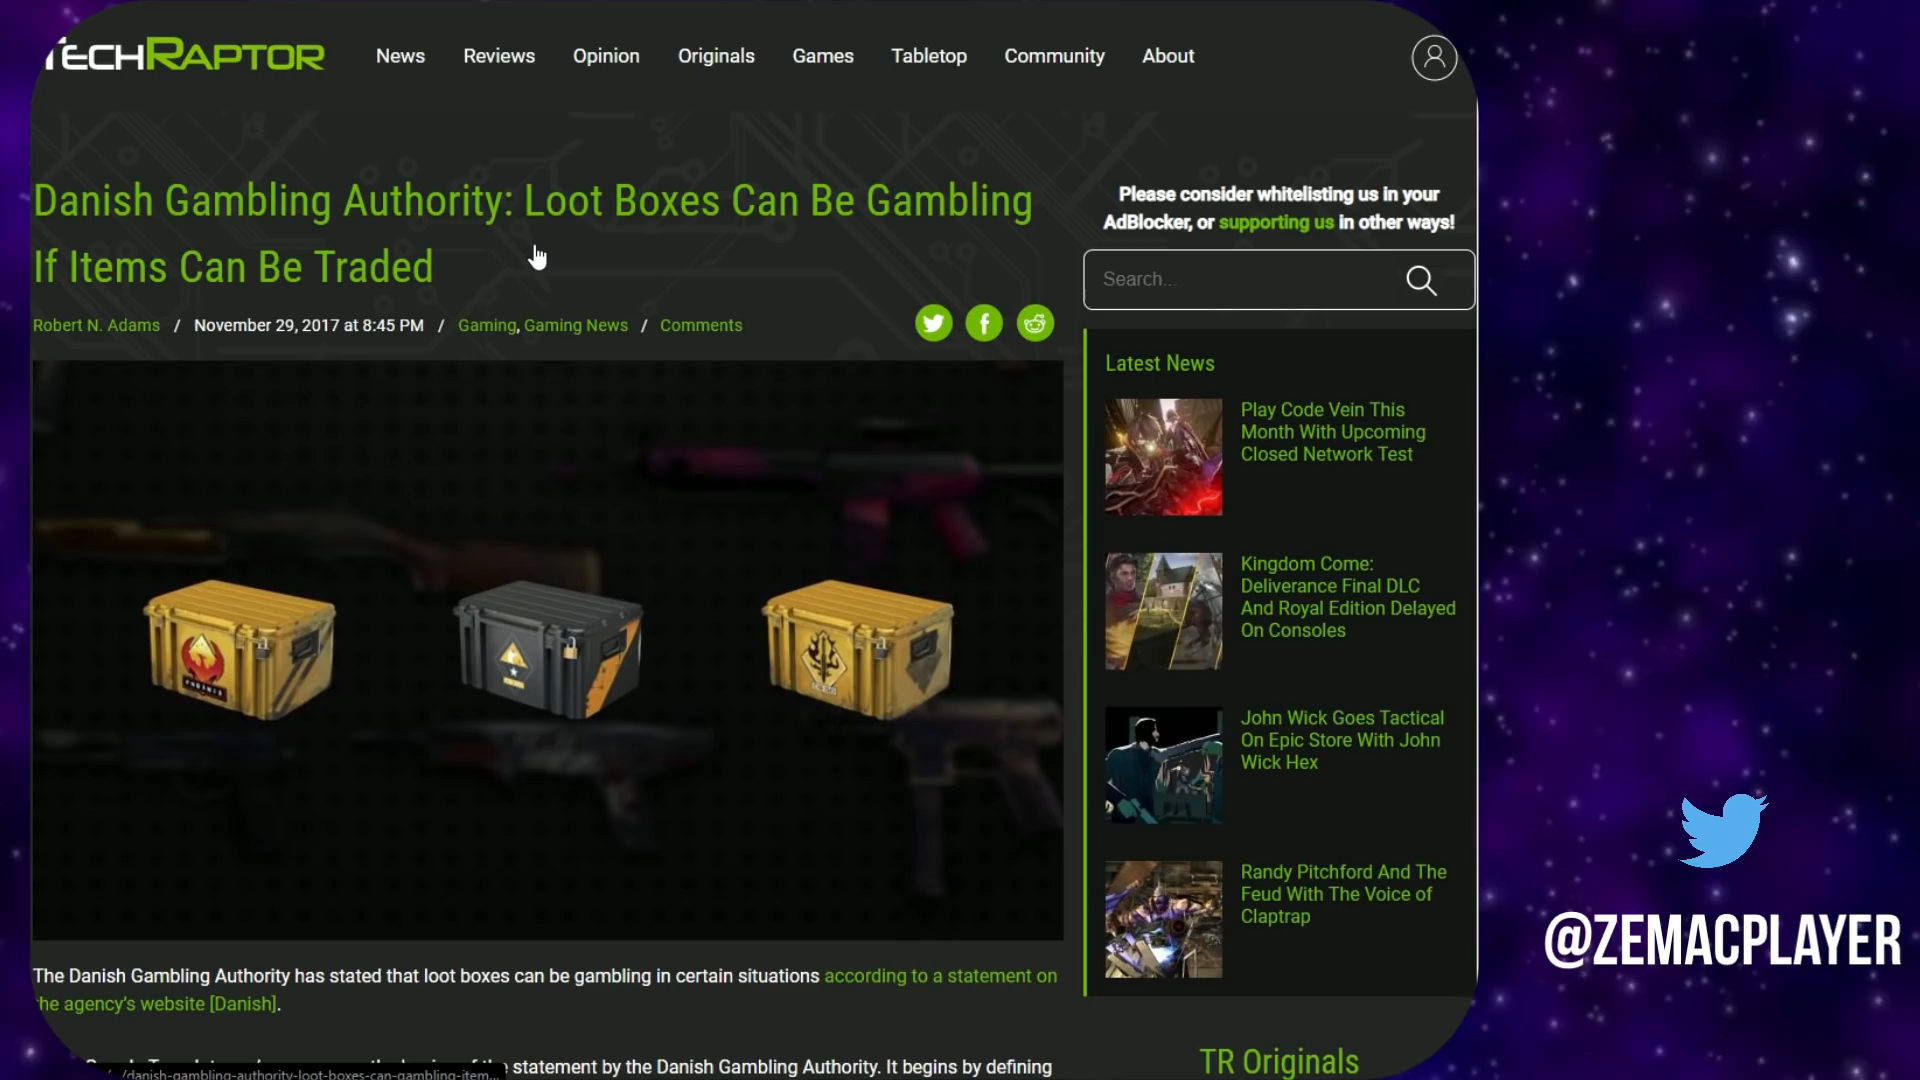 TECHRAPTOR
News Reviews Opinion Originals Games Tabletop Community About
Danish Gambling Authority: Loot Boxes Can Be Gambling
If Items Can Be Traded
Robert N. Adams / November 29, 2017 at 8:45 PM / Gaming, Gaming News / Comments
PHOENIX
The Danish Gambling Authority has stated that loot boxes can be gambling in certain situations according to a statement on
the agency's website [Danish].
statement by the Danish Gambling Authority. It begins by defining
/danish-gambling-authority-loot-boxes-can-gambling-item...
Please consider whitelisting us in your
AdBlocker, or supporting us in other ways!
Search...
Latest News
Play Code Vein This
Month With Upcoming
Closed Network Test
Kingdom Come:
Deliverance Final DLC
And Royal Edition Delayed
On Consoles
John Wick Goes Tactical
On Epic Store With John
Wick Hex
Randy Pitchford And The
Feud With The Voice of
Claptrap
TR Originals
@ZEMACPLAYER